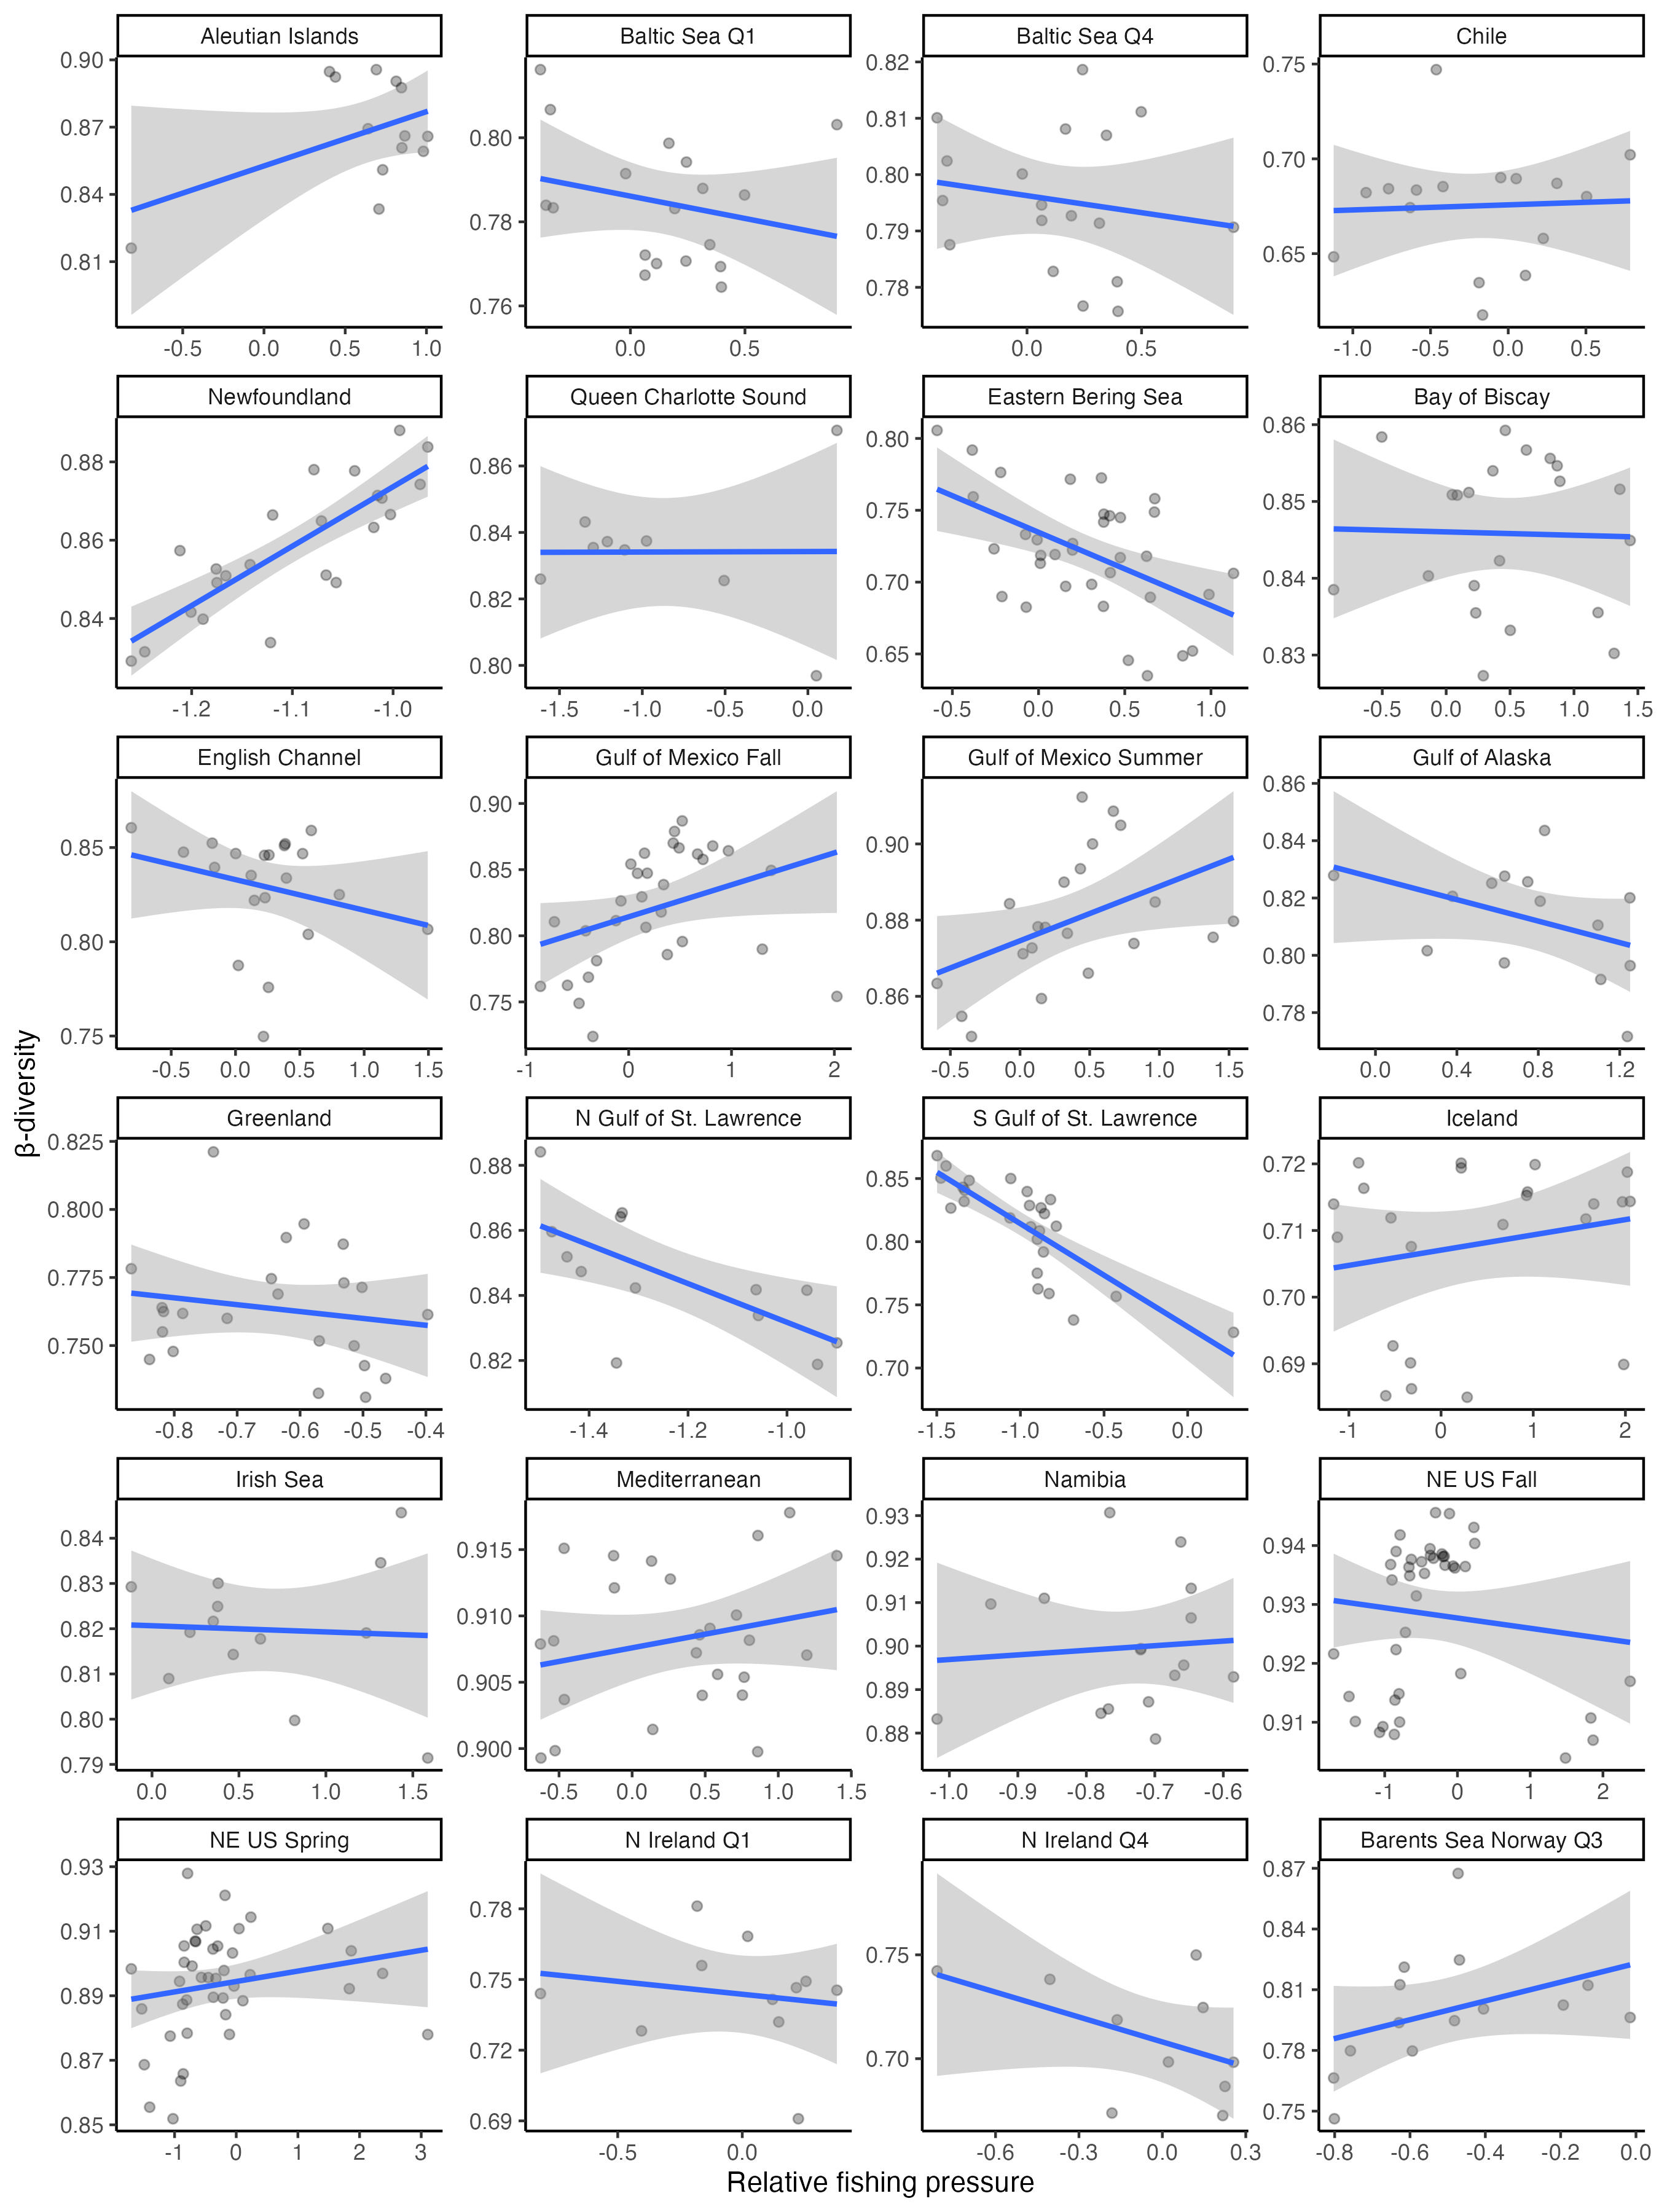 Aleutian Islands
Baltic Sea Q1
Baltic Sea Q4
Chile
0.90
0.87
0.84
0.81
0.80
0.78
0.76
0.82
0.81
0.80
0.79
0.78
0.75
0.70
0.65
-0.5 0.0 0.5 1.0
0.0 0.5
0.0 0.5
-1.0 -0.5 0.0 0.5
Newfoundland
Queen Charlotte Sound
Eastern Bering Sea
Bay of Biscay
0.88
0.86
0.84
0.86
0.84
0.82
0.80
0.80
0.75
0.70
0.65
0.86
0.85
0.84
0.83
-1.2 -1.1 -1.0
-1.5 -1.0 -0.5 0.0
-0.5 0.0 0.5 1.0
-0.5 0.0 0.5 1.0 1.5
English Channel
Gulf of Mexico Fall
Gulf of Mexico Summer
Gulf of Alaska
0.85
0.80
0.75
0.90
0.85
0.80
0.75
0.90
0.88
0.86
0.86
0.84
0.82
0.80
0.78
-0.5 0.0 0.5 1.0 1.5
-1 0 1 2
-0.5 0.0 0.5 1.0 1.5
0.0 0.4 0.8 1.2
β-diversity
Greenland
N Gulf of St. Lawrence
S Gulf of St. Lawrence
Iceland
0.825
0.800
0.775
0.750
0.88
0.86
0.84
0.82
0.85
0.80
0.75
0.70
0.72
0.71
0.70
0.69
-0.8 -0.7 -0.6 -0.5 -0.4
-1.4 -1.2 -1.0
-1.5 -1.0 -0.5 0.0
-1 0 1 2
Irish Sea
Mediterranean
Namibia
NE US Fall
0.84
0.83
0.82
0.81
0.80
0.79
0.915
0.910
0.905
0.900
0.93
0.92
0.91
0.90
0.89
0.88
0.94
0.93
0.92
0.91
0.0 0.5 1.0 1.5
-0.5 0.0 0.5 1.0 1.5
-1.0 -0.9 -0.8 -0.7 -0.6
-1 0 1 2
NE US Spring
N Ireland Q1
N Ireland Q4
Barents Sea Norway Q3
0.93
0.91
0.89
0.87
0.85
0.78
0.75
0.72
0.69
0.75
0.70
0.87
0.84
0.81
0.78
0.75
-1 0 1 2 3
-0.5 0.0
-0.6 -0.3 0.0 0.3
-0.8 -0.6 -0.4 -0.2 0.0
Relative fishing pressure